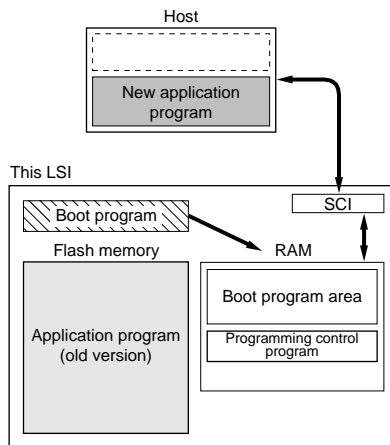 Host
New application
program
This LSI
SCI
Boot program
Flash memory
RAM
Application program
(old version)
Boot program area
Programming control
program